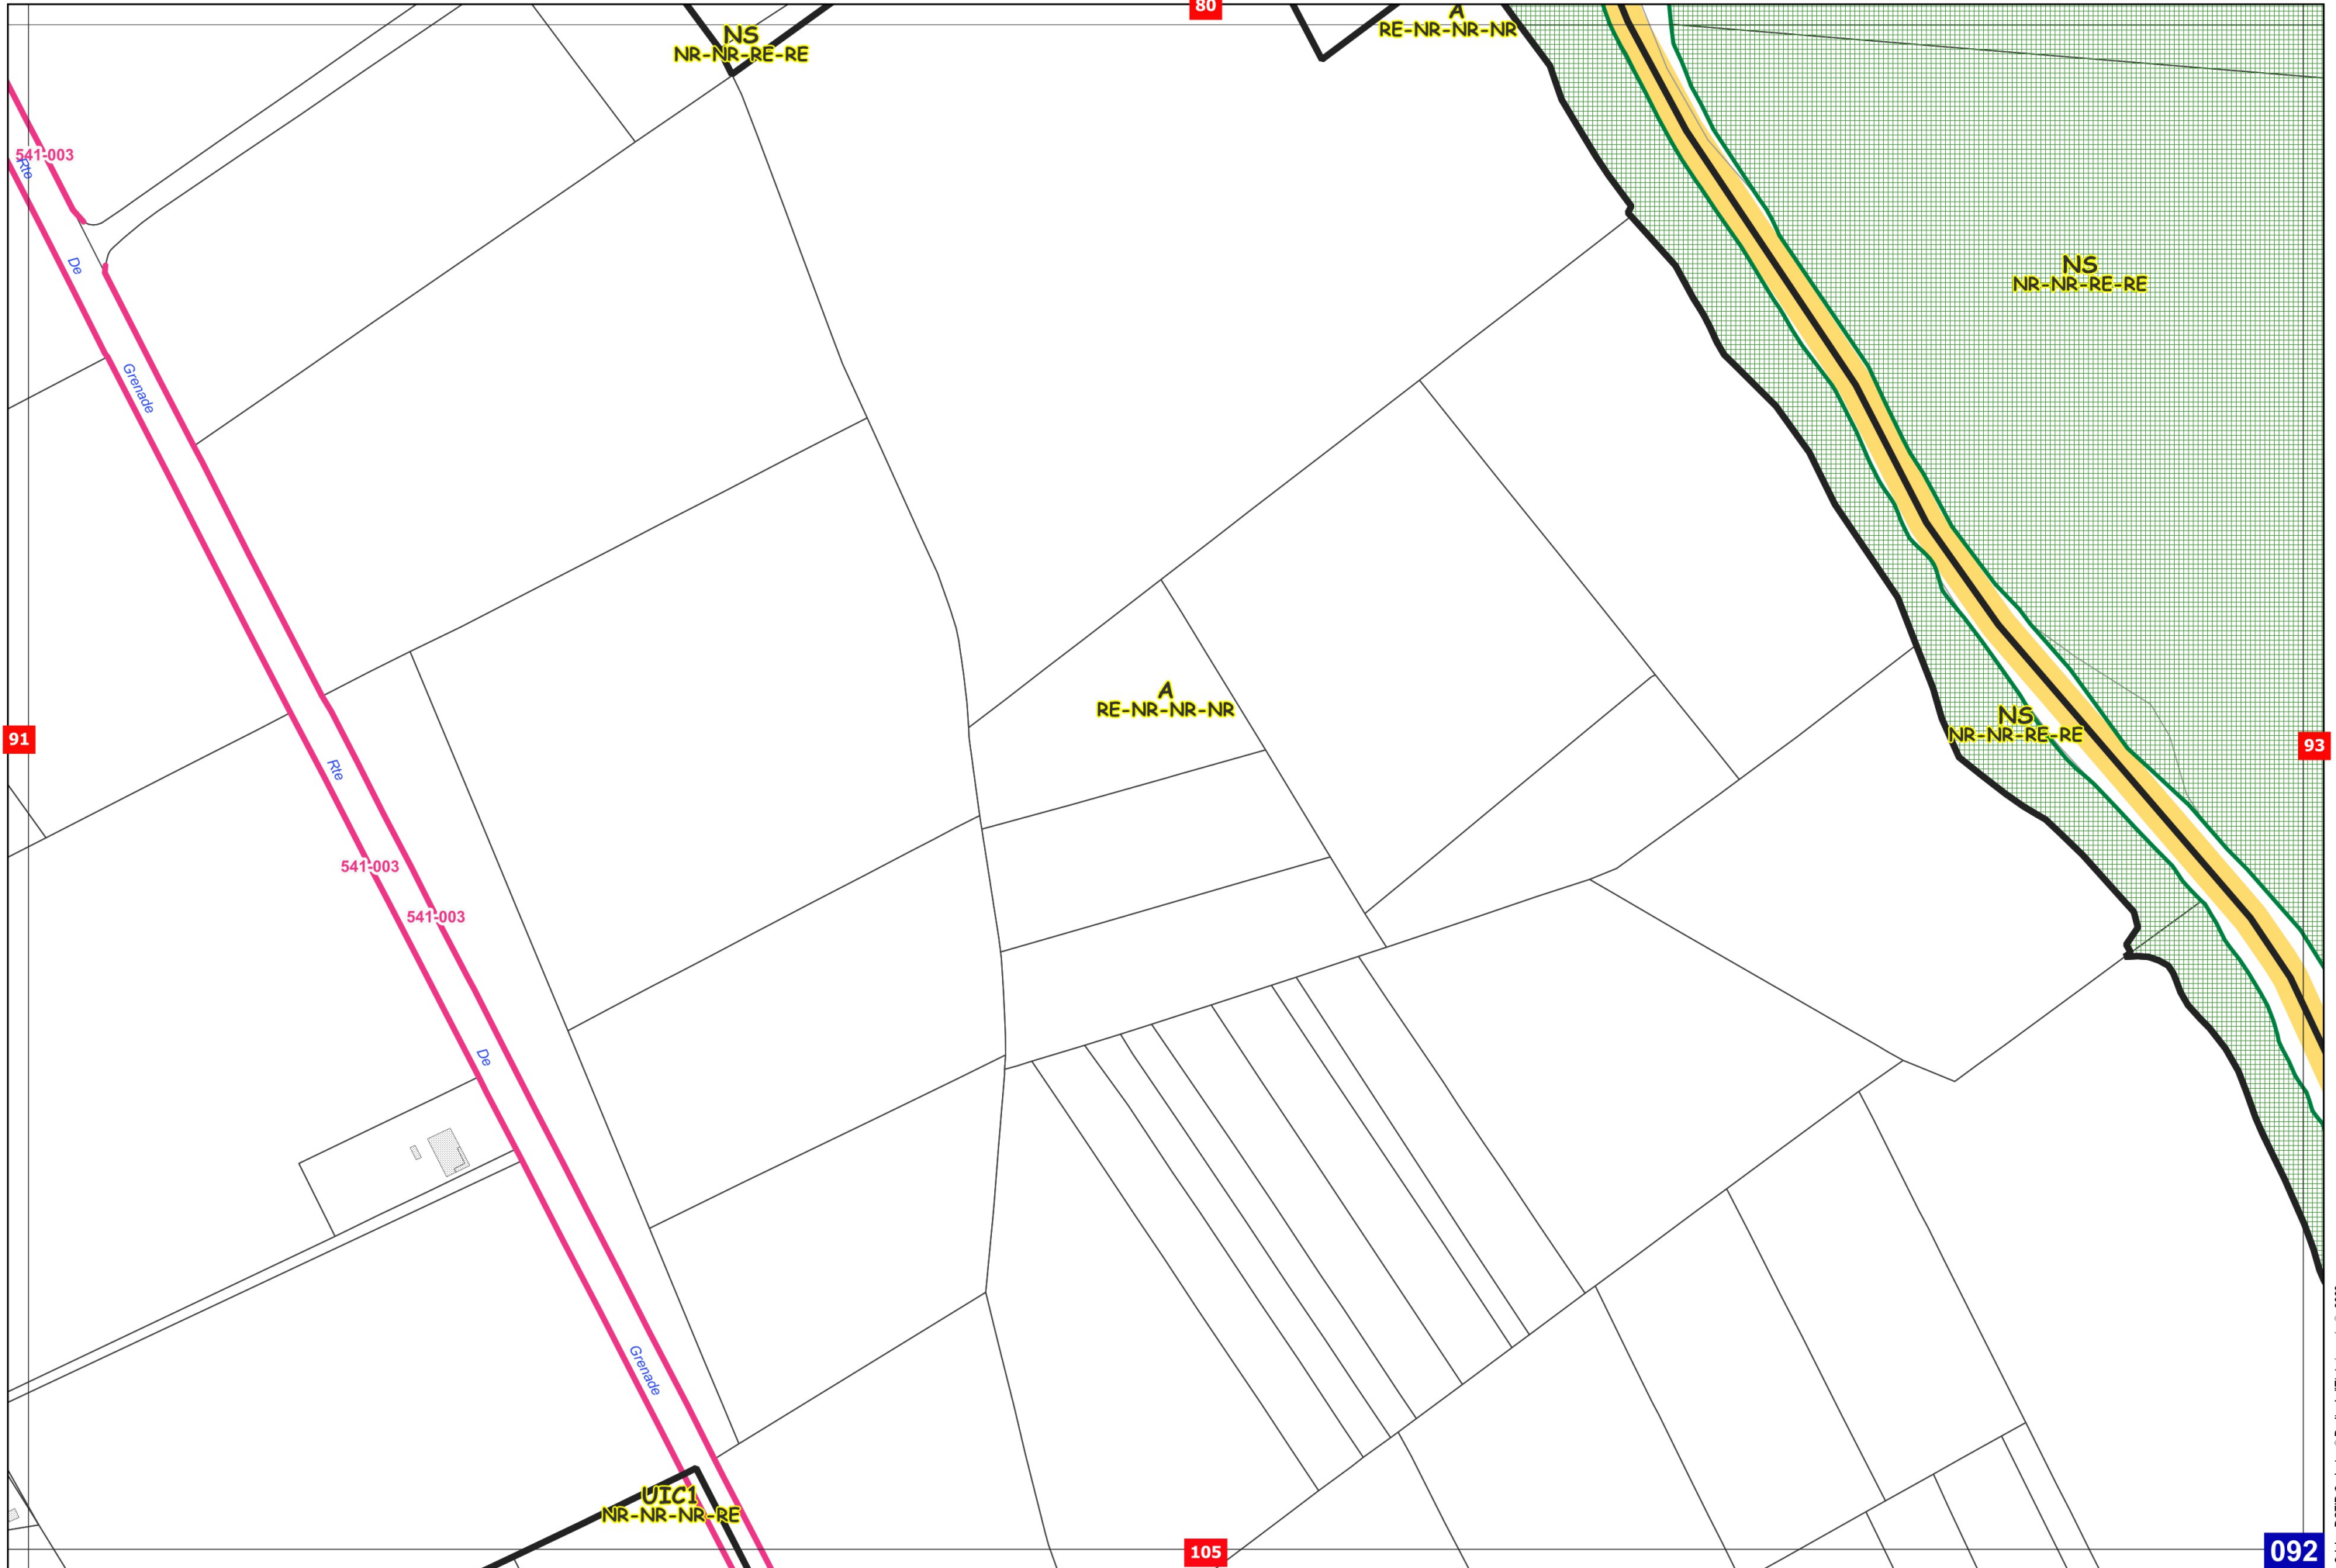 80
NS
NR-NR-RE-RE
A
RE-NR-NR-NR
541-003
Rte
De
NS
NR-NR-RE-RE
Grenade
A
RE-NR-NR-NR
NS
NR-NR-RE-RE
91
93
Rte
541-003
541-003
De
Grenade
UIC1
NR-NR-NR-RE
105
092